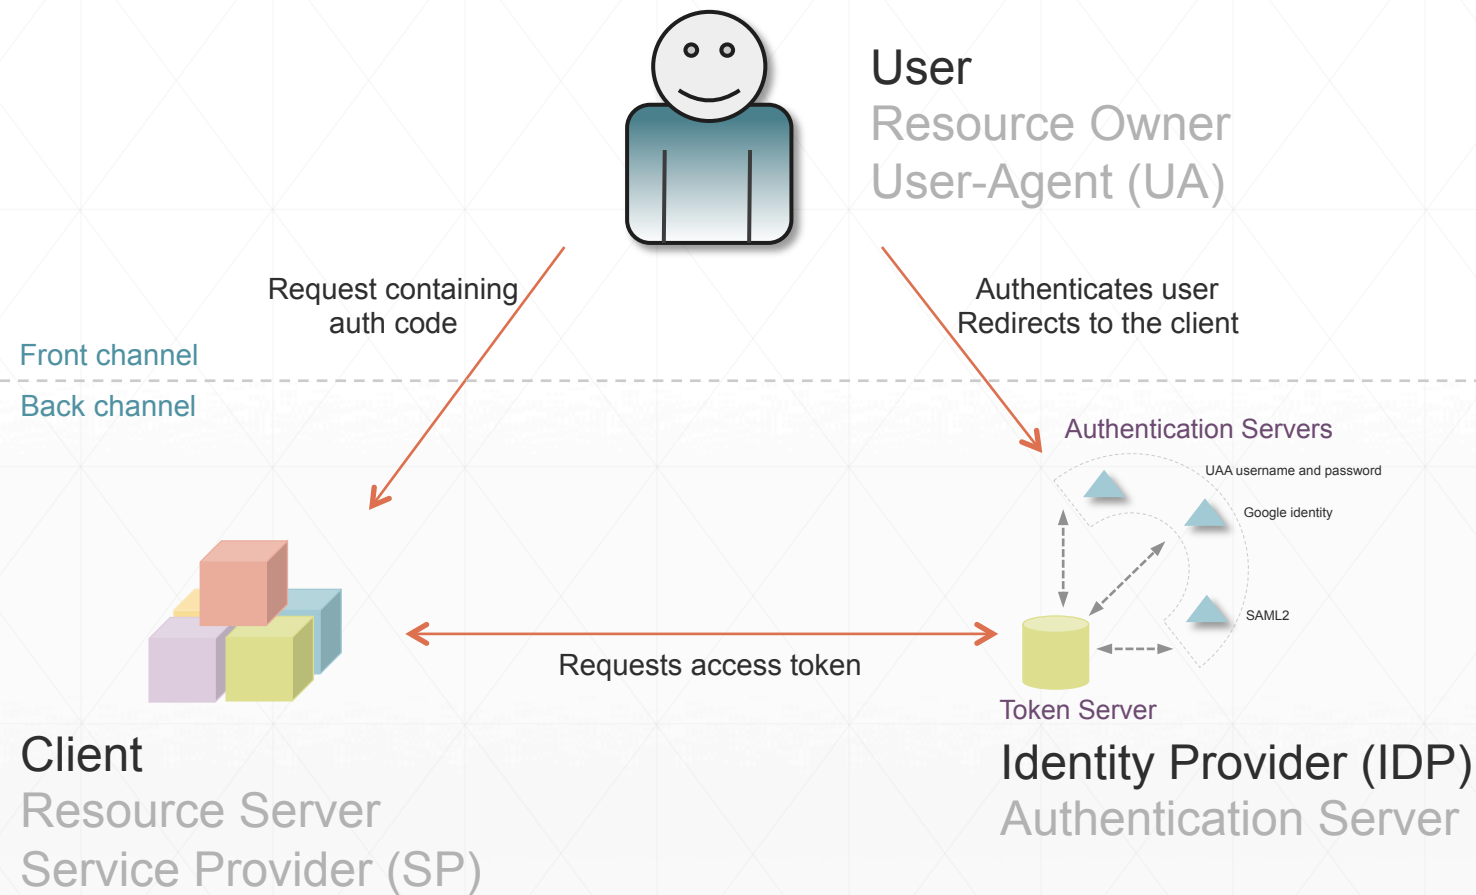 User
Resource Owner
User-Agent (UA)
Request containing
auth code
Authenticates user
Redirects to the client
Front channel
Back channel
Authentication Servers
UAA username and password
Google identity
SAML2
Requests access token
Token Server
Client
Resource Server
Service Provider (SP)
Identity Provider (IDP)
Authentication Server